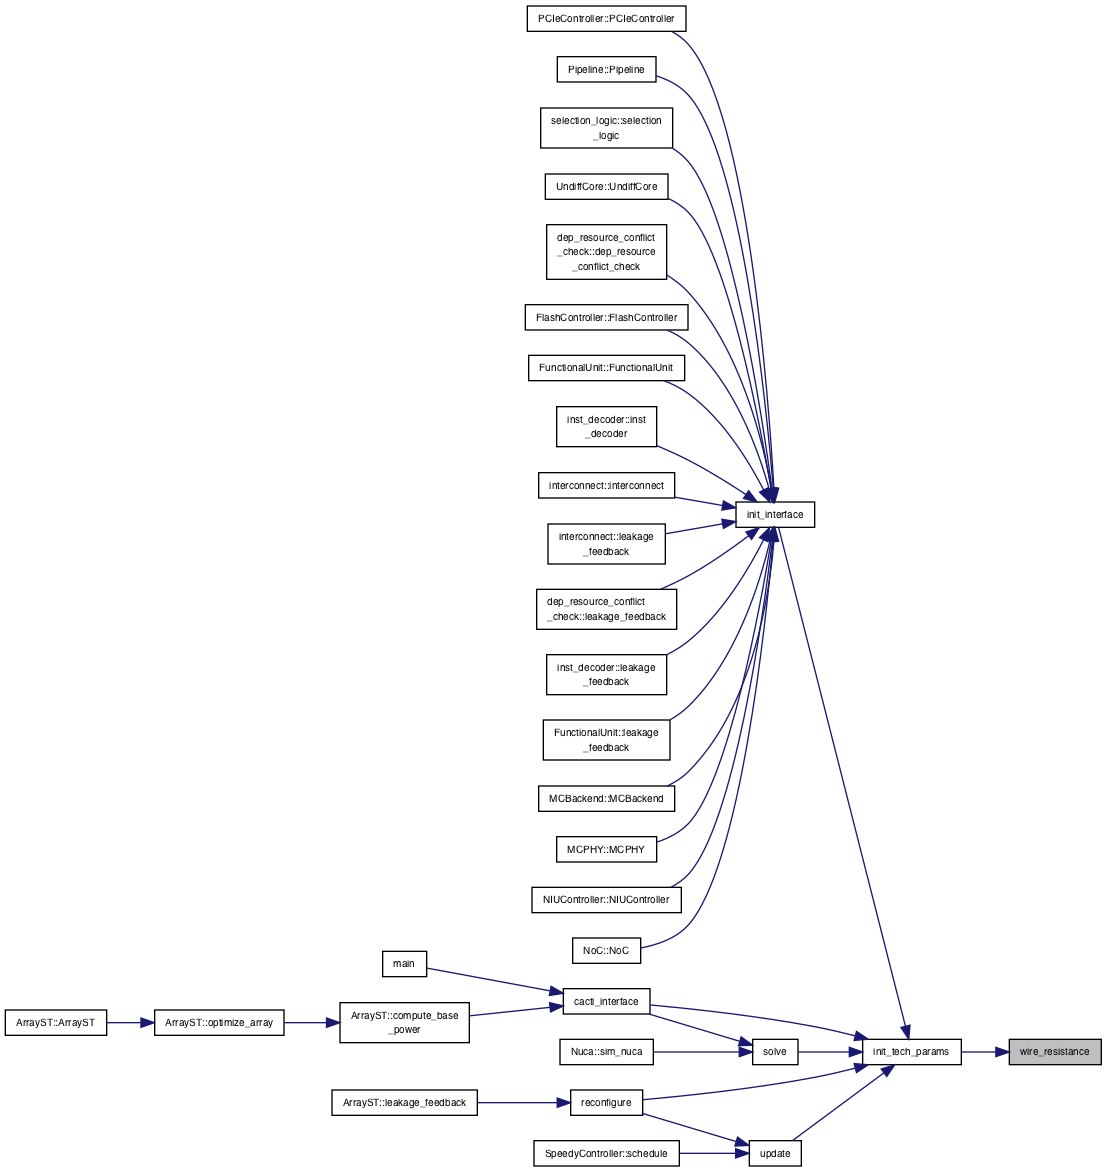 PCIeController::PCIeController
Pipeline::Pipeline
selection_logic::selection
_logic
UndiffCore::UndiffCore
dep_resource_conflict
_check::dep_resource
_conflict_check
FlashController::FlashController
FunctionalUnit::FunctionalUnit
inst_decoder::inst
_decoder
interconnect::interconnect
init_interface
interconnect::leakage
_feedback
dep_resource_conflict
_check::leakage_feedback
inst_decoder::leakage
_feedback
FunctionalUnit::leakage
_feedback
MCBackend::MCBackend
MCPHY::MCPHY
NIUController::NIUController
NoC::NoC
main
cacti_interface
ArrayST::ArrayST
ArrayST::optimize_array
ArrayST::compute_base
_power
Nuca::sim_nuca
solve
init_tech_params
wire_resistance
ArrayST::leakage_feedback
reconfigure
SpeedyController::schedule
update